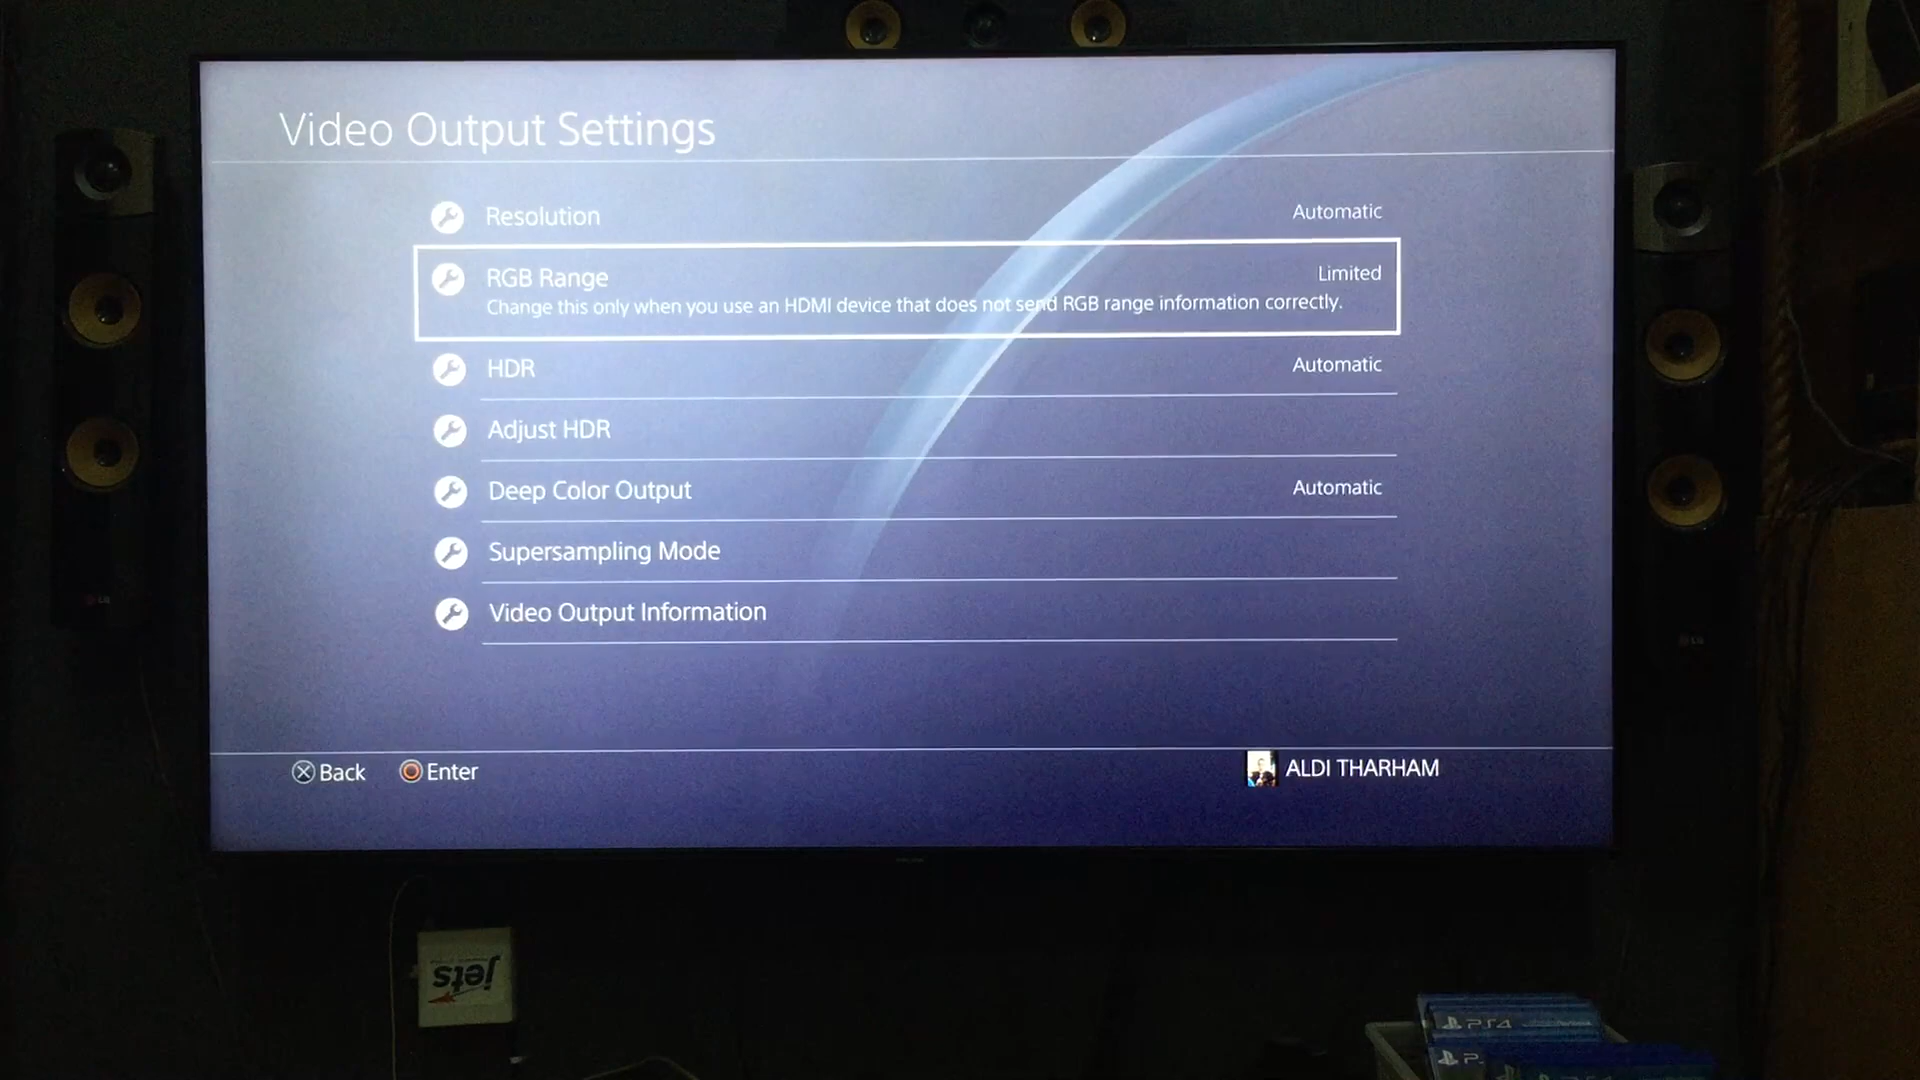 Video Output Settings
Resolution Automatic
RGB Range Limited
Change this only when you use an HDMI device that does not send RGB range information correctly.
HDR Automatic
Adjust HDR
Deep Color Output Automatic
Supersampling Mode
Video Output Information
Back Enter ALDI THARHAM
LG
LG
jets
PS4